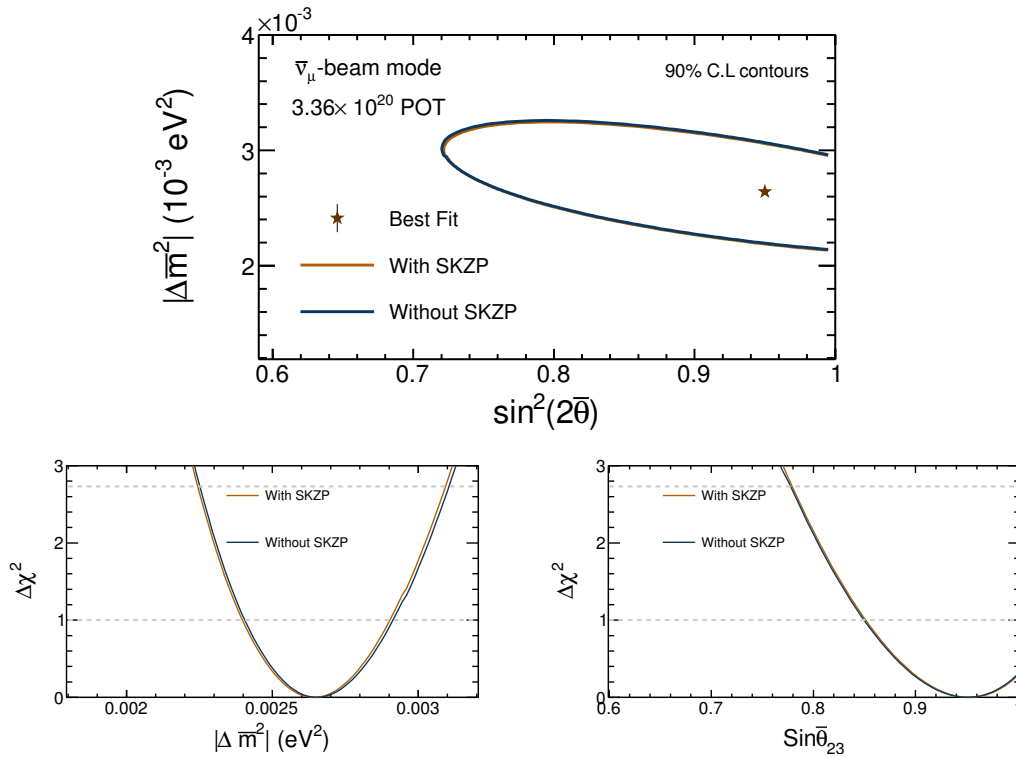 ×10⁻³
4
3
2
|Δm̅²| (10⁻³ eV²)
ν̅μ-beam mode
3.36× 10²⁰ POT
90% C.L contours
Best Fit
With SKZP
Without SKZP
0.6 0.7 0.8 0.9 1
sin²(2θ̅)
3
2
1
0
Δχ²
With SKZP
Without SKZP
0.002 0.0025 0.003
|Δ m̅²| (eV²)
3
2
1
0
Δχ²
With SKZP
Without SKZP
0.6 0.7 0.8 0.9
Sinθ̅₂₃